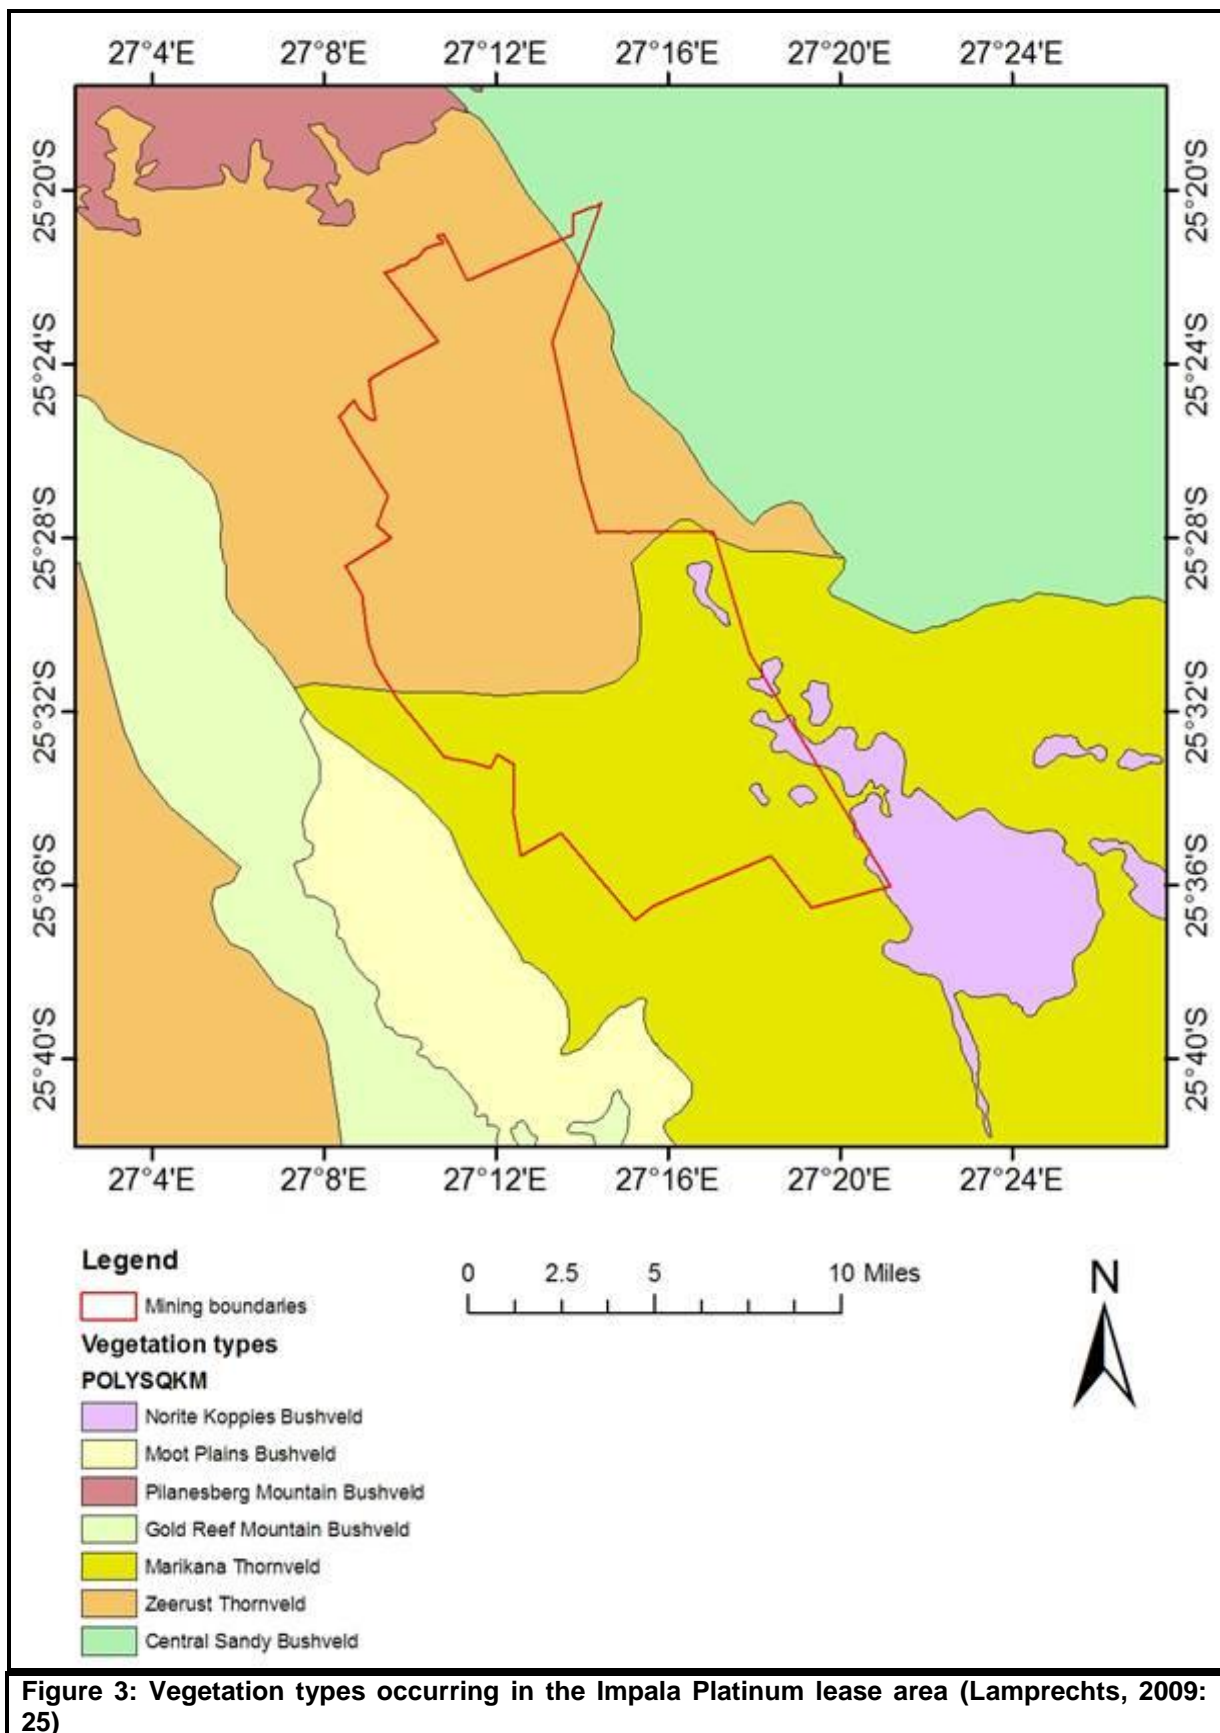 27°4'E 27°8'E 27°12'E 27°16'E 27°20'E 27°24'E
25°20'S 25°20'S
25°24'S 25°24'S
25°28'S 25°28'S
25°32'S 25°32'S
25°36'S 25°36'S
25°40'S 25°40'S
27°4'E 27°8'E 27°12'E 27°16'E 27°20'E 27°24'E
Legend
Mining boundaries
Vegetation types
POLYSQKM
Norite Koppies Bushveld
Moot Plains Bushveld
Pilanesberg Mountain Bushveld
Gold Reef Mountain Bushveld
Marikana Thornveld
Zeerust Thornveld
Central Sandy Bushveld
0 2.5 5 10 Miles
N
Figure 3: Vegetation types occurring in the Impala Platinum lease area (Lamprechts, 2009:
25)